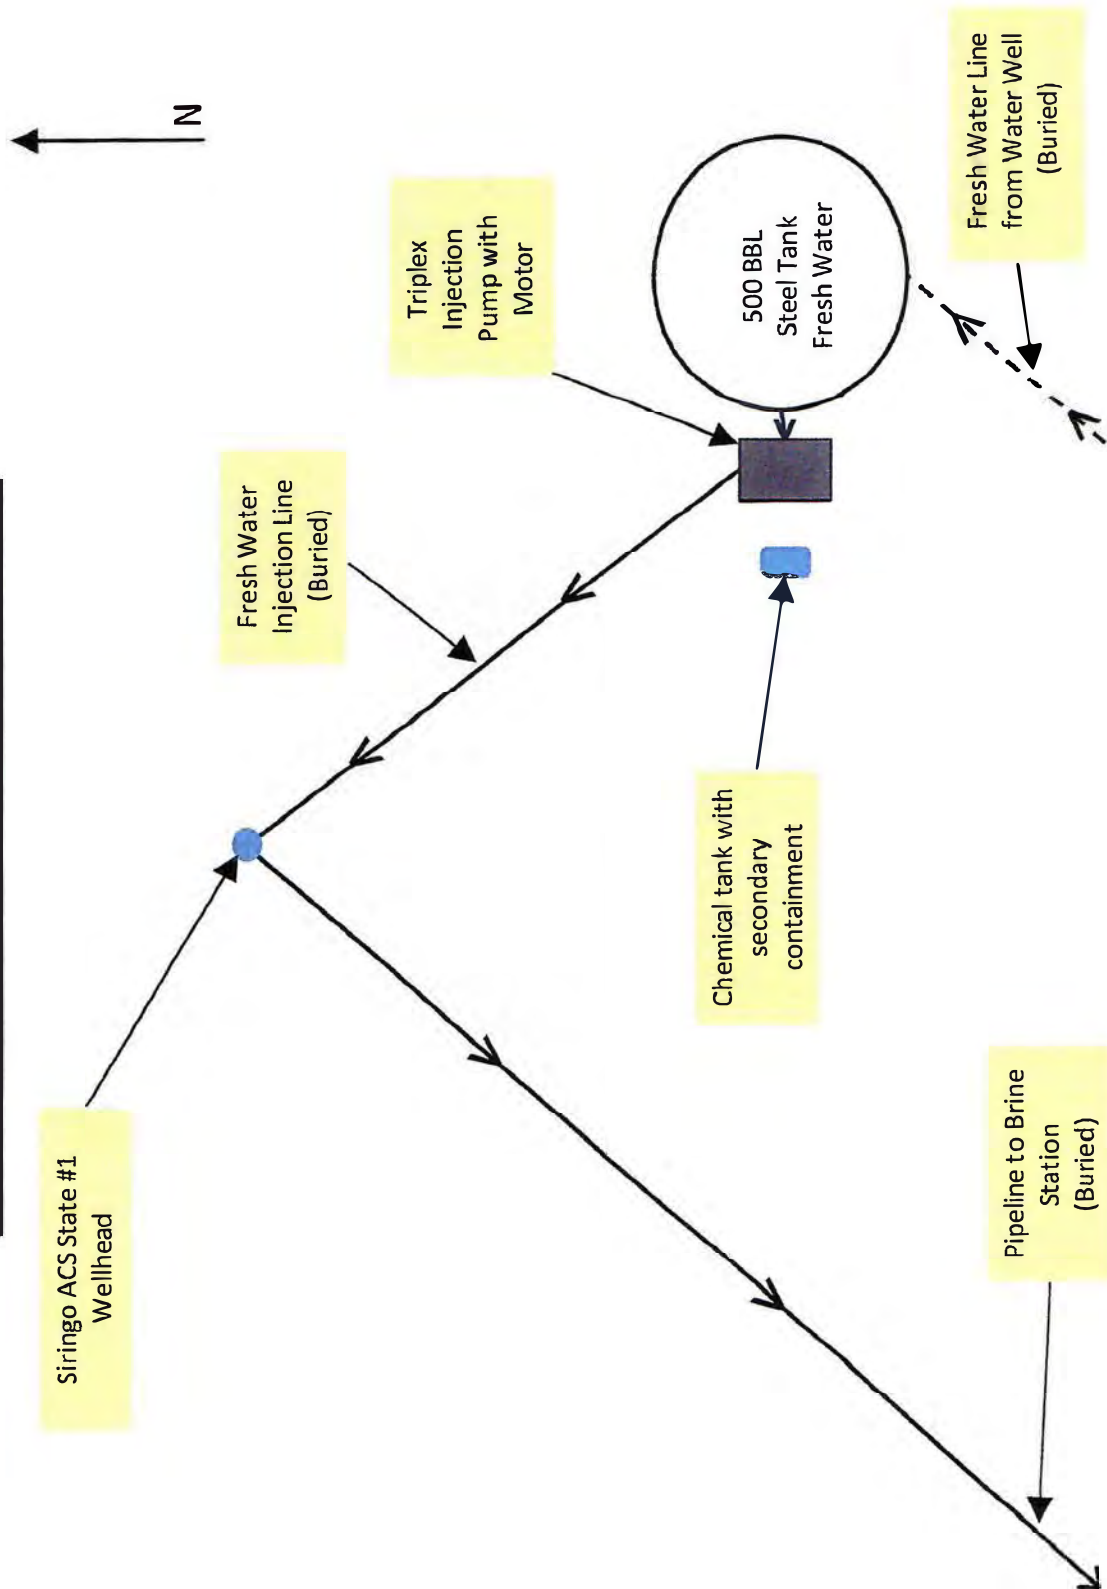 N
Siringo ACS State #1
Wellhead
Fresh Water
Injection Line
(Buried)
Triplex
Injection
Pump with
Motor
500 BBL
Steel Tank
Fresh Water
Chemical tank with
secondary
containment
Pipeline to Brine
Station
(Buried)
Fresh Water Line
from Water Well
(Buried)